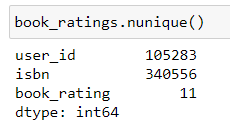 book_ratings.nunique()
user_id 105283
isbn 340556
book_rating 11
dtype: int64